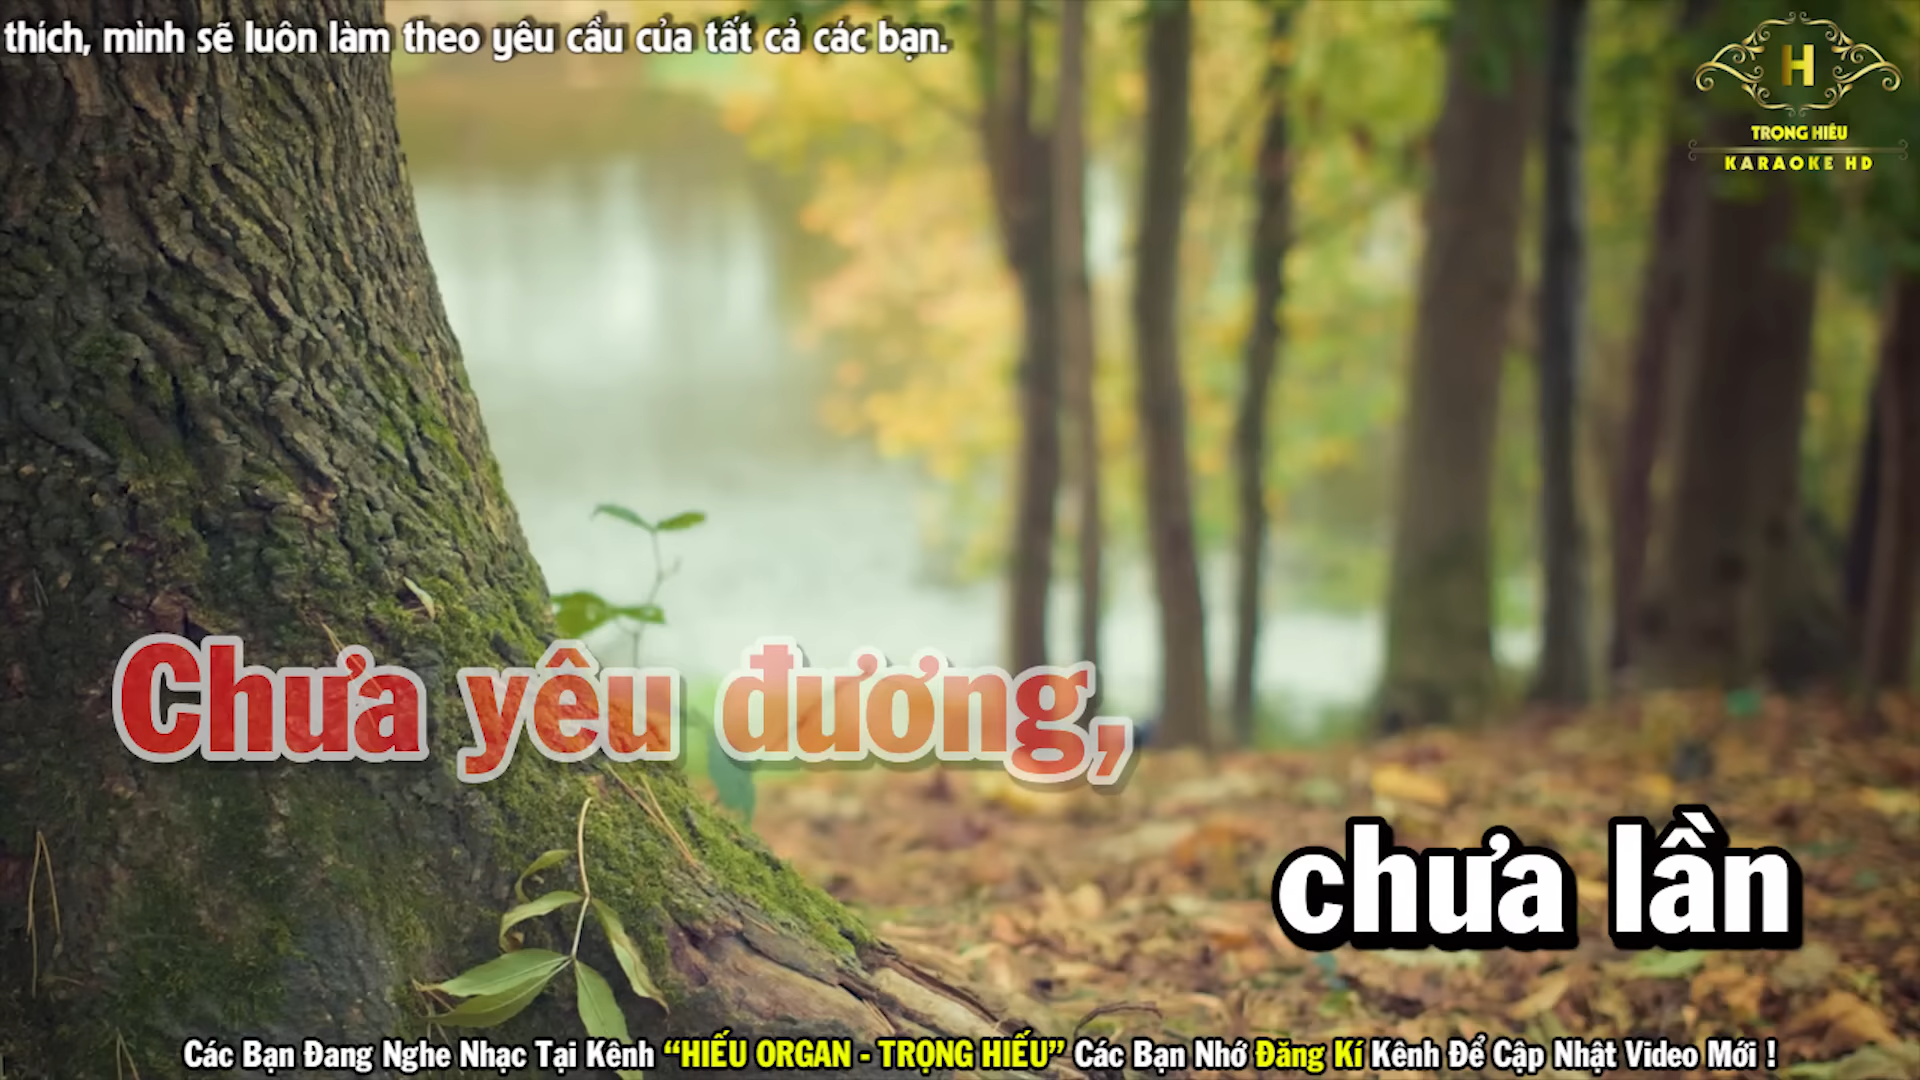 thích, mình sẽ luôn làm theo yêu cầu của tất cả các bạn.
H
TRỌNG HIẾU
KARAOKE HD
Chưa yêu đương,
chưa lần
Các Bạn Đang Nghe Nhạc Tại Kênh “HIẾU ORGAN - TRỌNG HIẾU” Các Bạn Nhớ Đăng Kí Kênh Để Cập Nhật Video Mới !